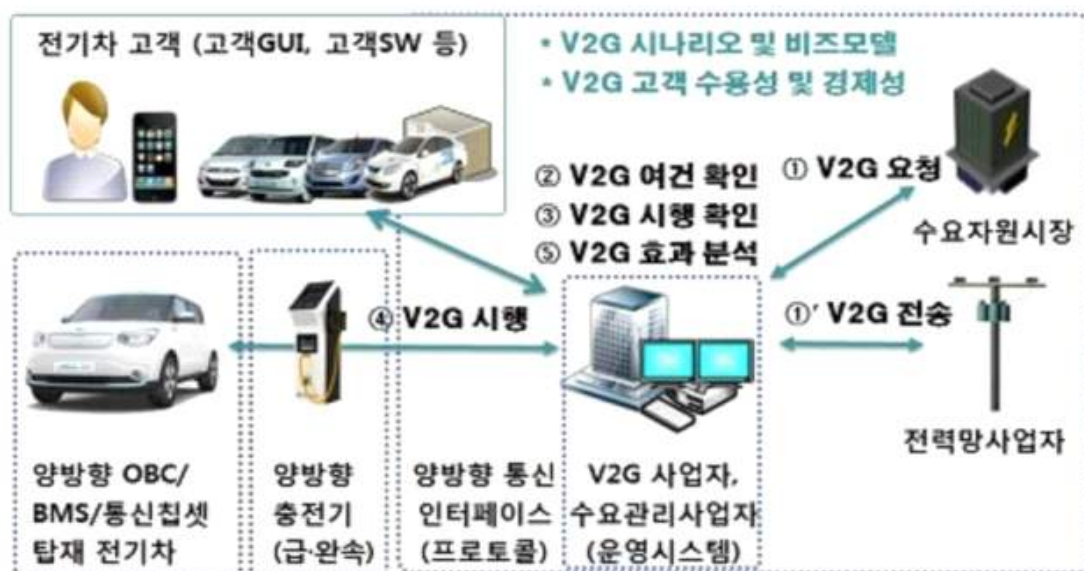 전기차 고객 (고객GUI, 고객SW 등)
* V2G 시나리오 및 비즈모델
* V2G 고객 수용성 및 경제성
② V2G 여건 확인
③ V2G 시행 확인
⑤ V2G 효과 분석
① V2G 요청
수요자원시장
④ V2G 시행
①' V2G 전송
전력망사업자
양방향 OBC/
BMS/통신칩셋
탑재 전기차
양방향
충전기
(급·완속)
양방향 통신
인터페이스
(프로토콜)
V2G 사업자,
수요관리사업자
(운영시스템)